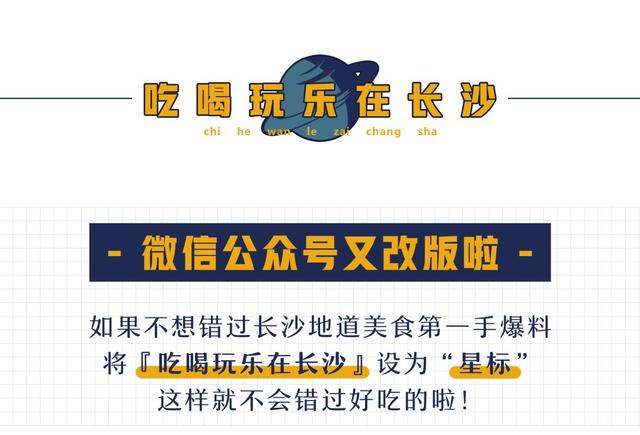 吃喝玩乐在长沙
chi he wan le zai chang sha
- 微信公众号又改版啦 -
如果不想错过长沙地道美食第一手爆料
将『吃喝玩乐在长沙』设为“星标”
这样就不会错过好吃的啦！